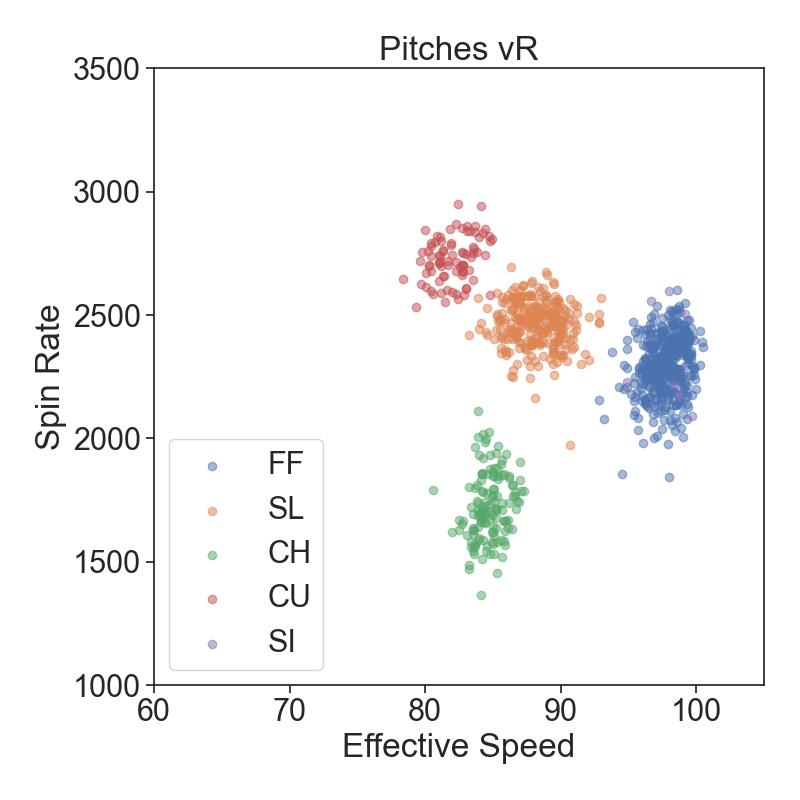 Pitches vR
3500
3000
2500
2000
1500
1000
Spin Rate
FF
SL
CH
CU
SI
60 70 80 90 100
Effective Speed